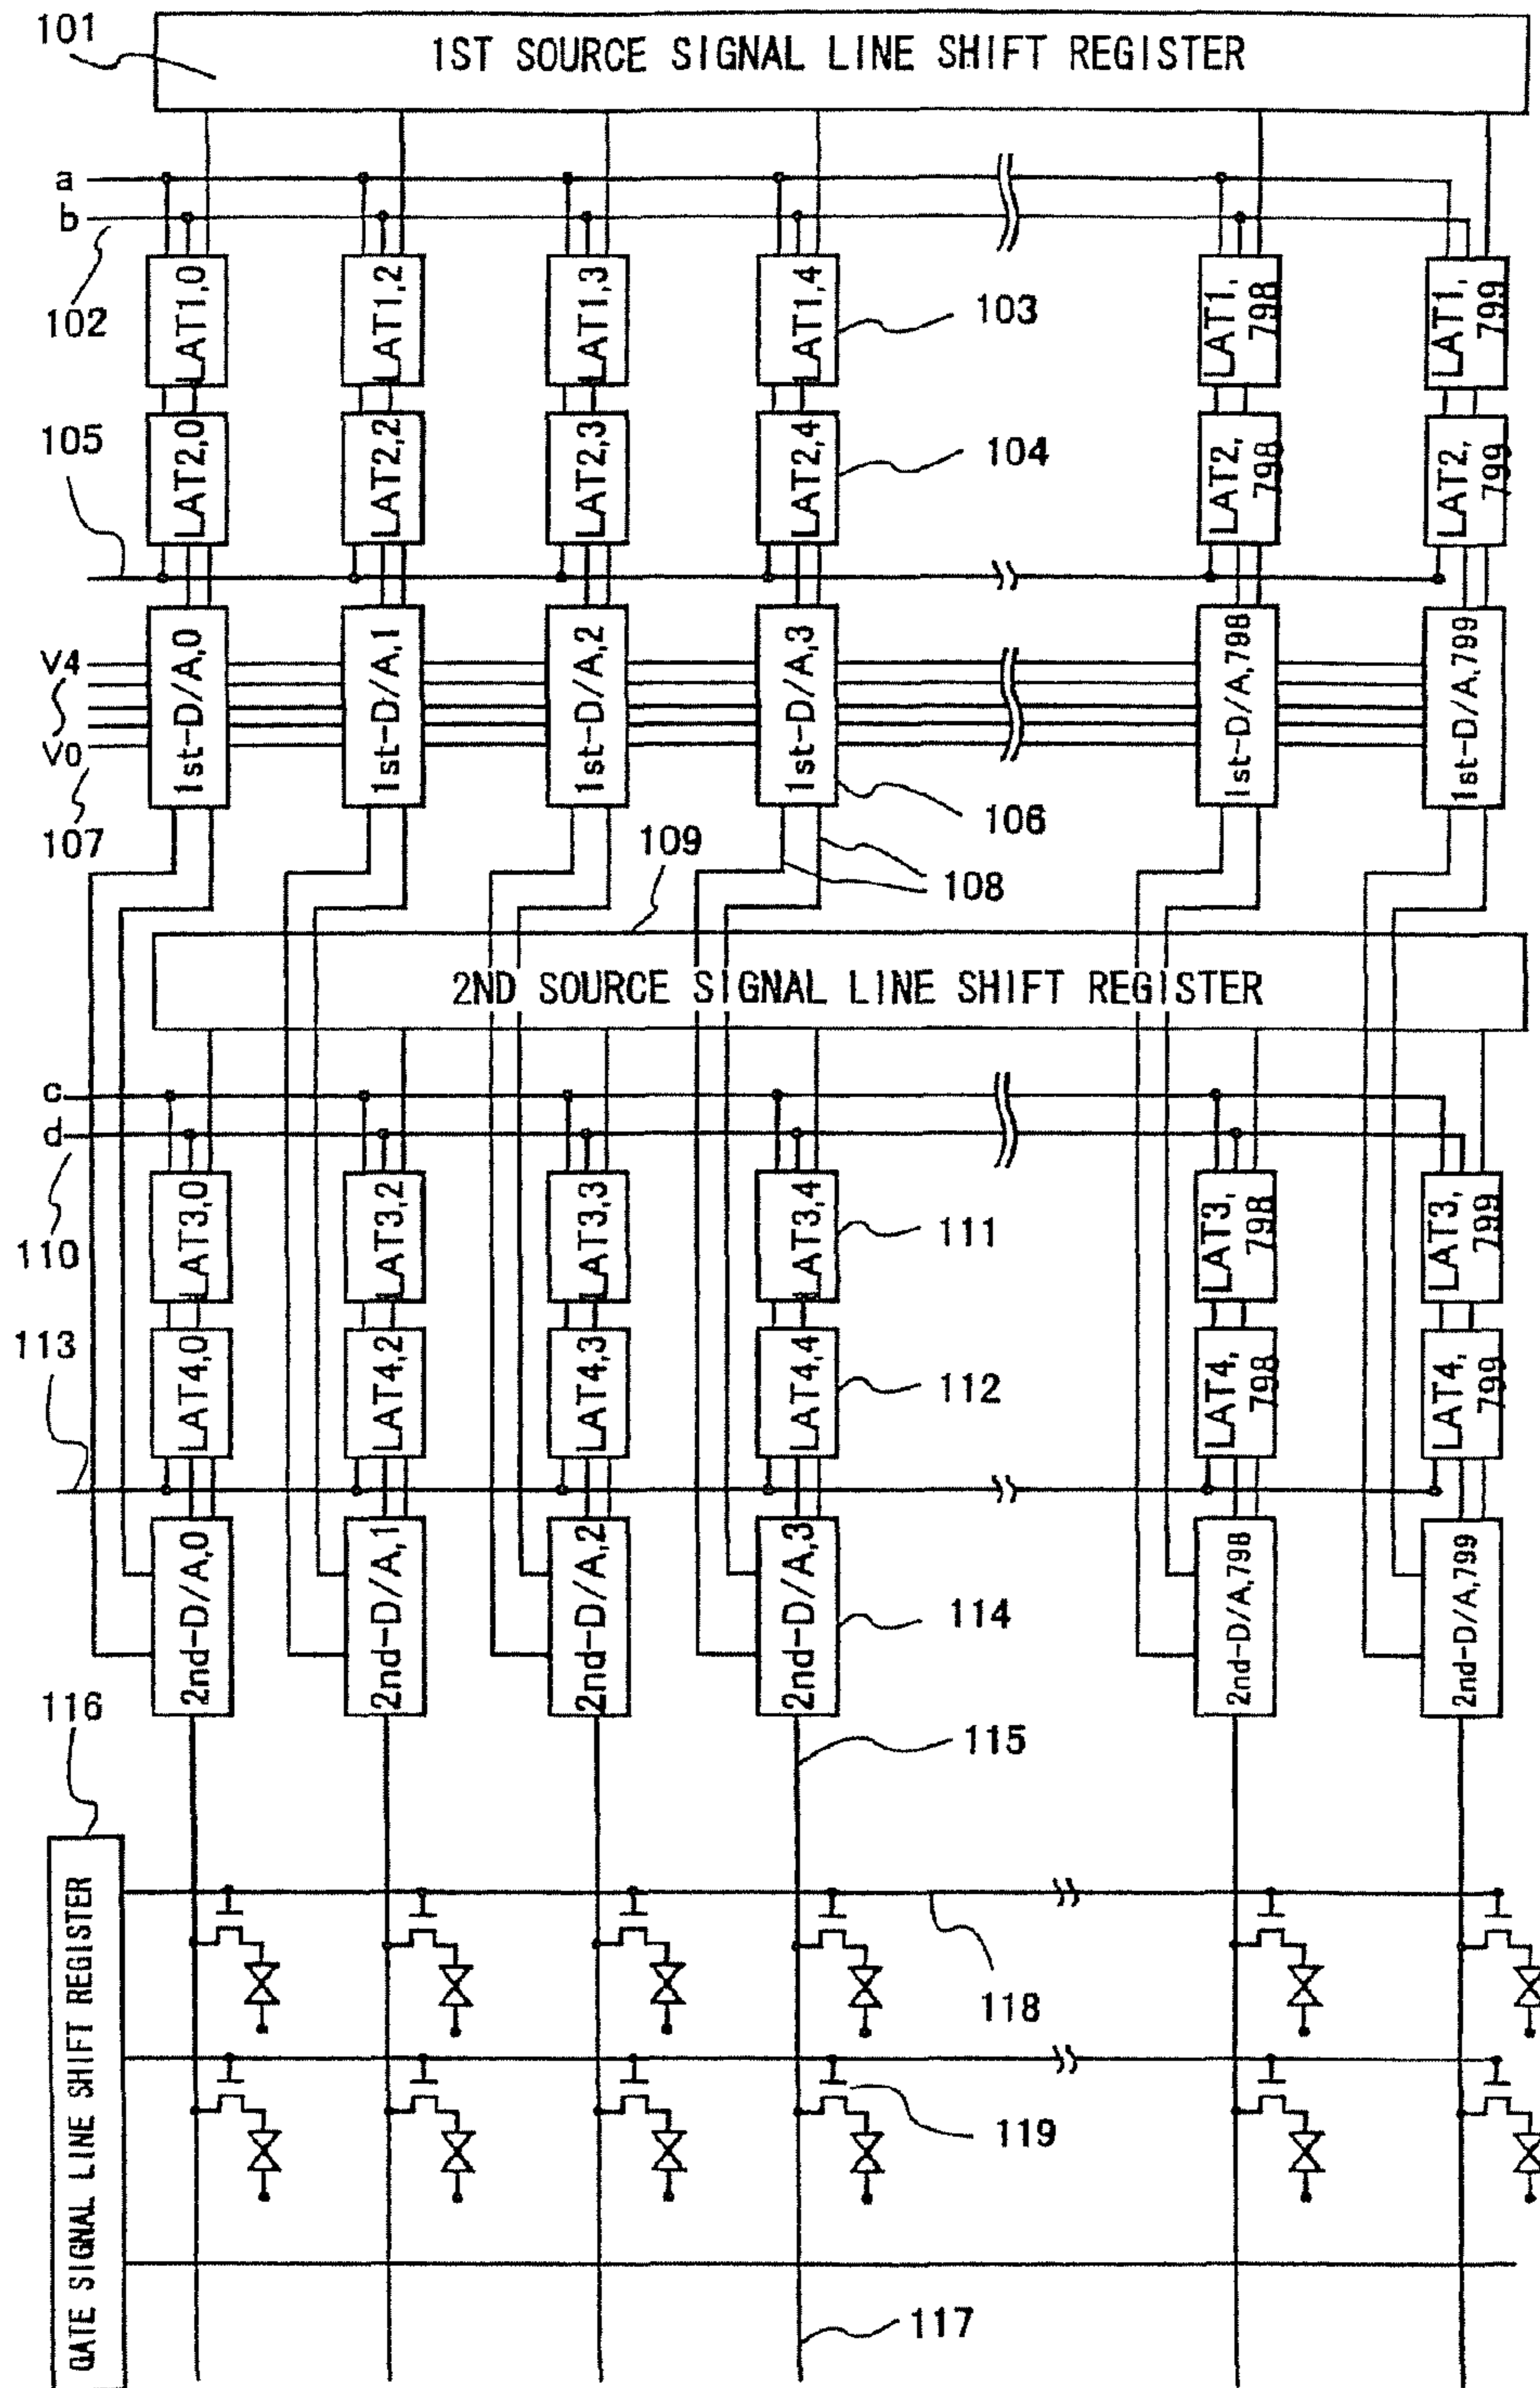 101
1ST SOURCE SIGNAL LINE SHIFT REGISTER
a
b
102
LAT1,0
LAT1,2
LAT1,3
LAT1,4
103
LAT1,
798
LAT1,
799
105
LAT2,0
LAT2,2
LAT2,3
LAT2,4
104
LAT2,
798
LAT2,
799
V4
V0
107
1st-D/A,0
1st-D/A,1
1st-D/A,2
1st-D/A,3
106
1st-D/A,798
1st-D/A,799
109
108
2ND SOURCE SIGNAL LINE SHIFT REGISTER
c
d
110
LAT3,0
LAT3,2
LAT3,3
LAT3,4
111
LAT3,
798
LAT3,
799
113
LAT4,0
LAT4,2
LAT4,3
LAT4,4
112
LAT4,
798
LAT4,
799
2nd-D/A,0
2nd-D/A,1
2nd-D/A,2
2nd-D/A,3
114
2nd-D/A,798
2nd-D/A,799
116
115
GATE SIGNAL LINE SHIFT REGISTER
118
119
117